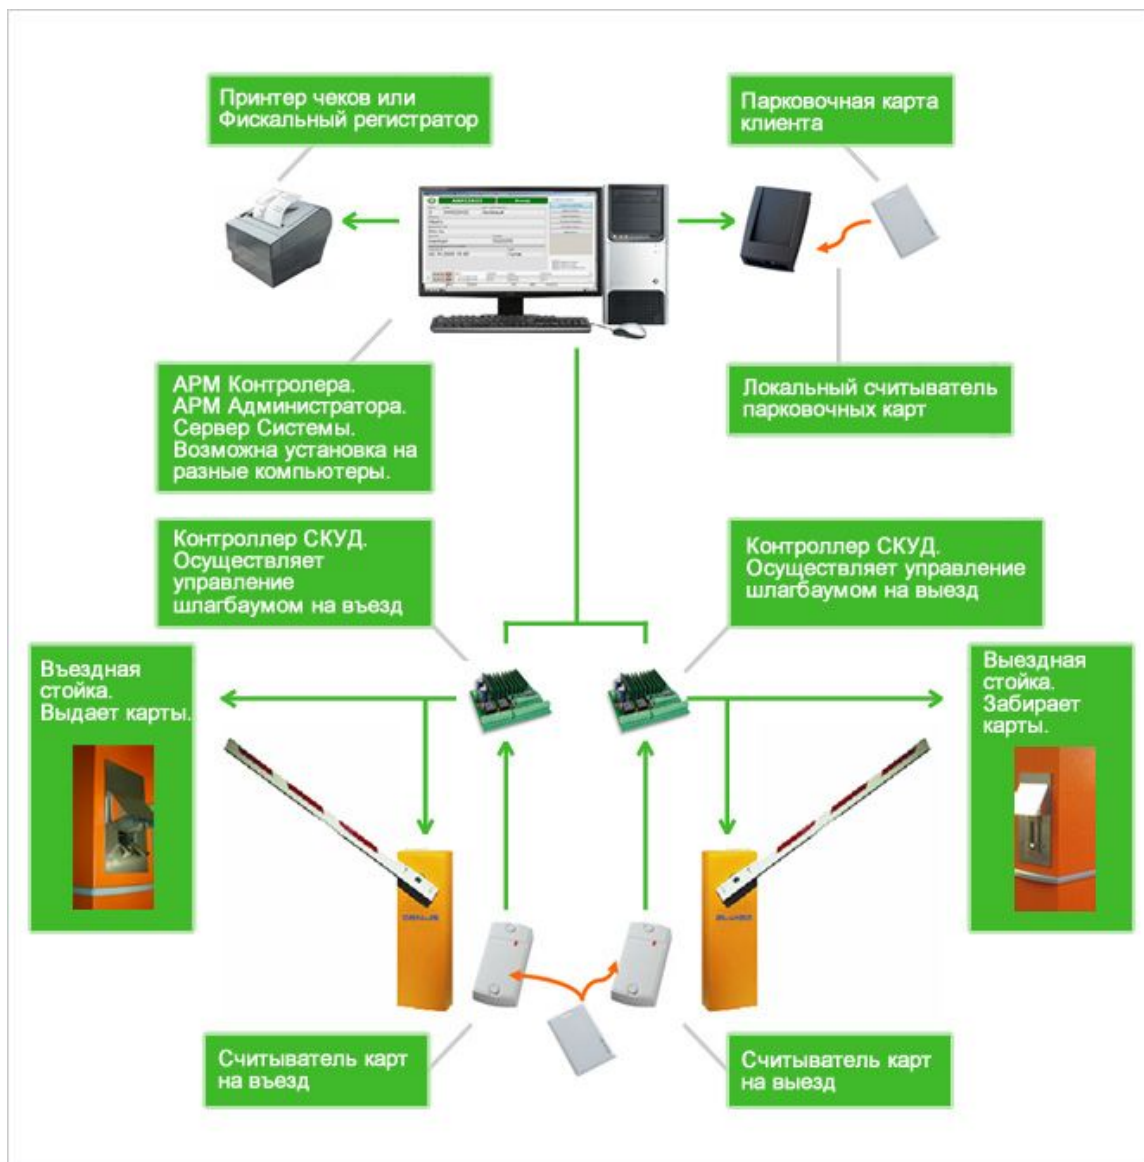 Принтер чеков или
Фискальный регистратор
Парковочная карта
клиента
АРМ Контролера.
АРМ Администратора.
Сервер Системы.
Возможна установка на
разные компьютеры.
Локальный считыватель
парковочных карт
Контроллер СКУД.
Осуществляет
управление
шлагбаумом на въезд
Контроллер СКУД.
Осуществляет управление
шлагбаумом на выезд
Въездная
стойка.
Выдает карты.
Выездная
стойка.
Забирает
карты.
Считыватель карт
на въезд
Считыватель карт
на выезд